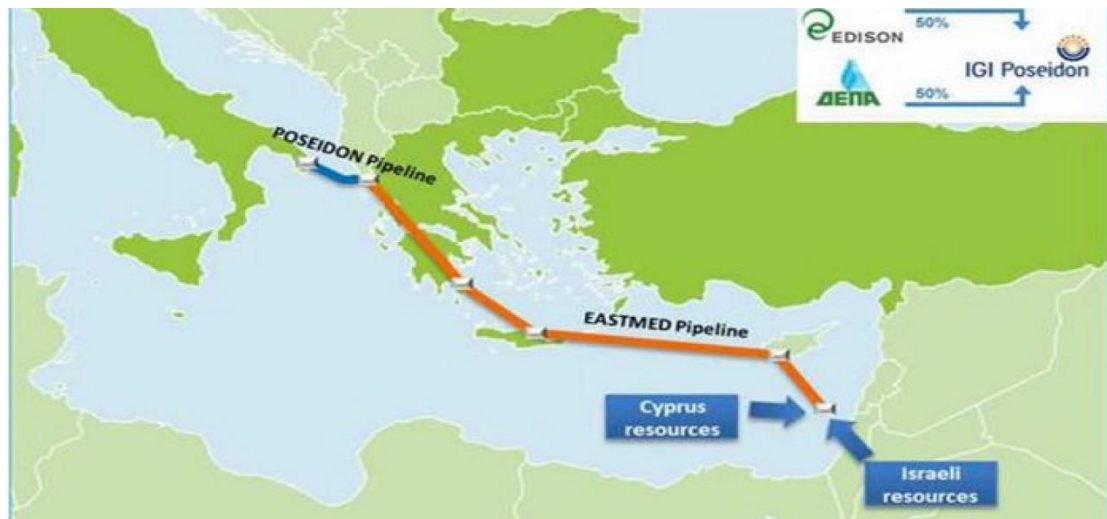 EDISON
50%
IGI Poseidon
ΔΕΠΑ
50%
POSEIDON Pipeline
EASTMED Pipeline
Cyprus
resources
Israeli
resources